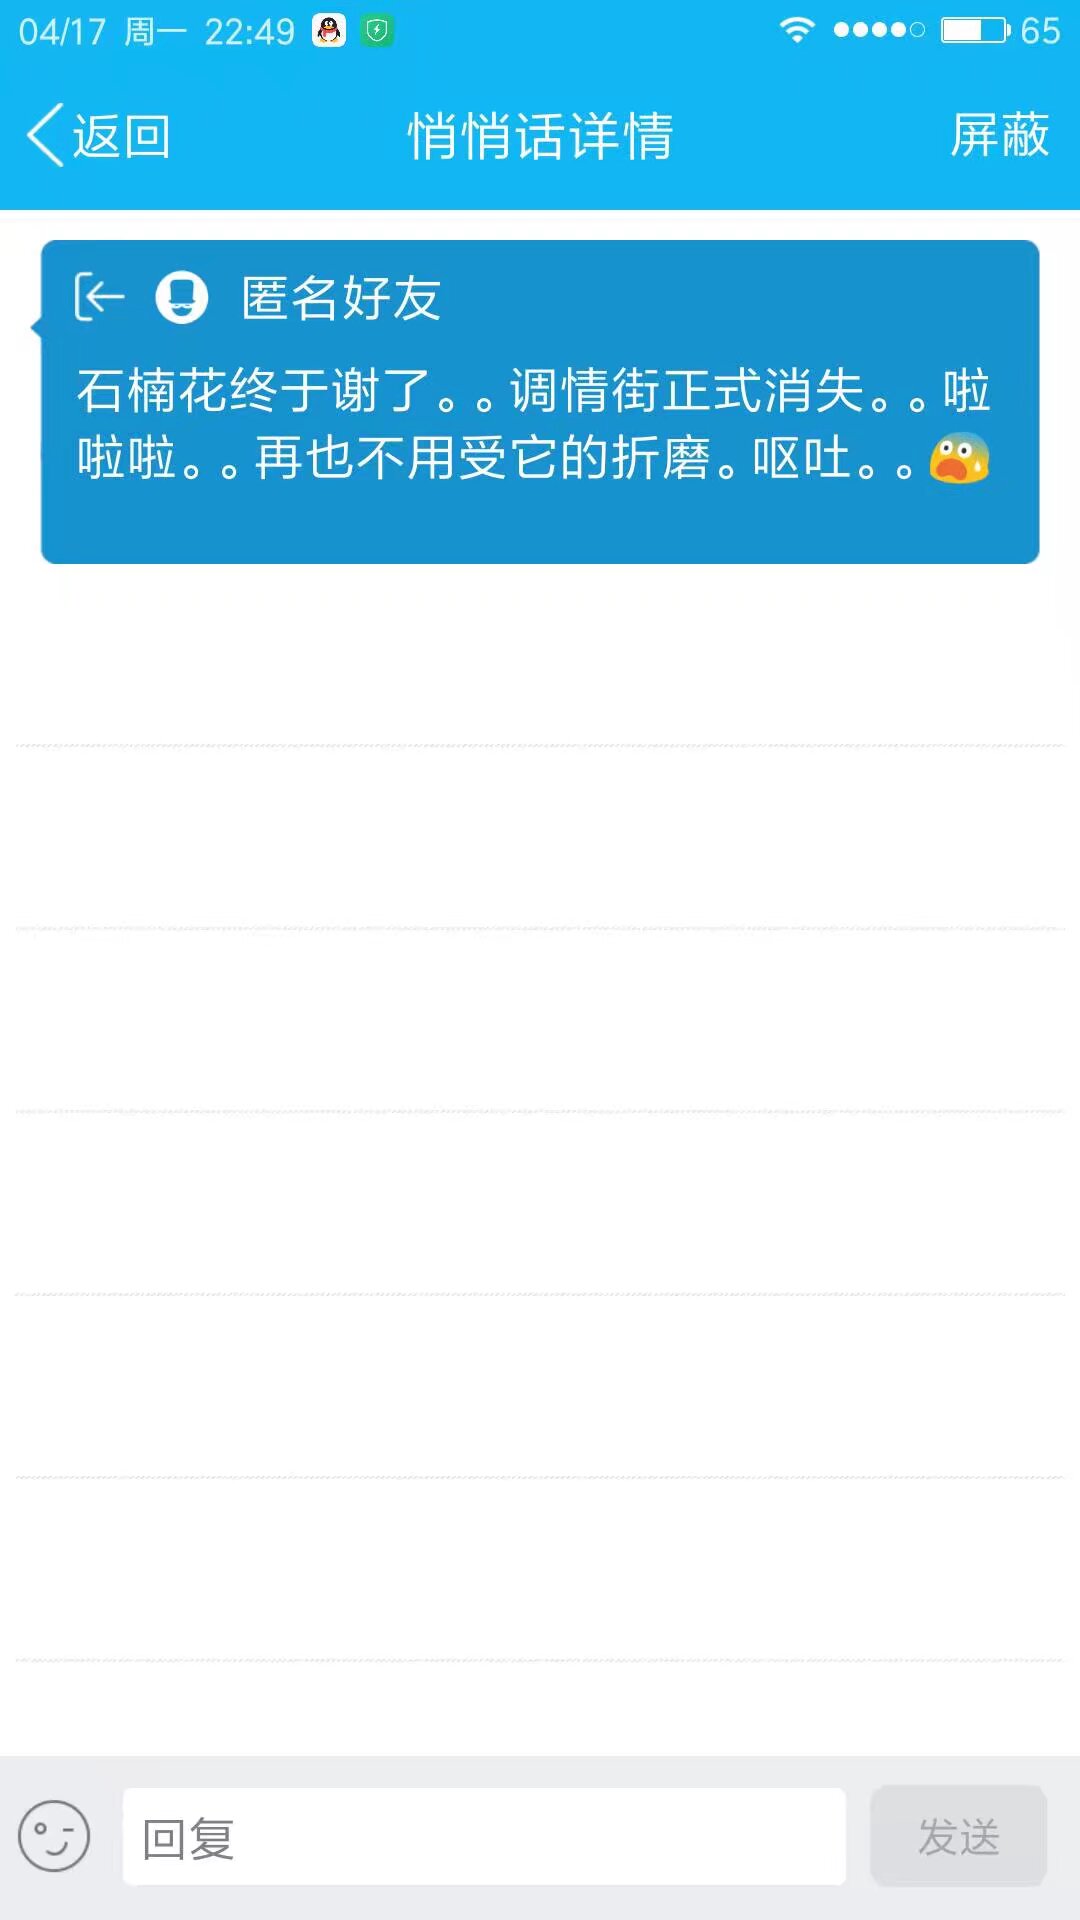 04/17 周一 22:49 65
返回 悄悄话详情 屏蔽
匿名好友
石楠花终于谢了。。调情街正式消失。。啦
啦啦。。再也不用受它的折磨。呕吐。。
回复 发送